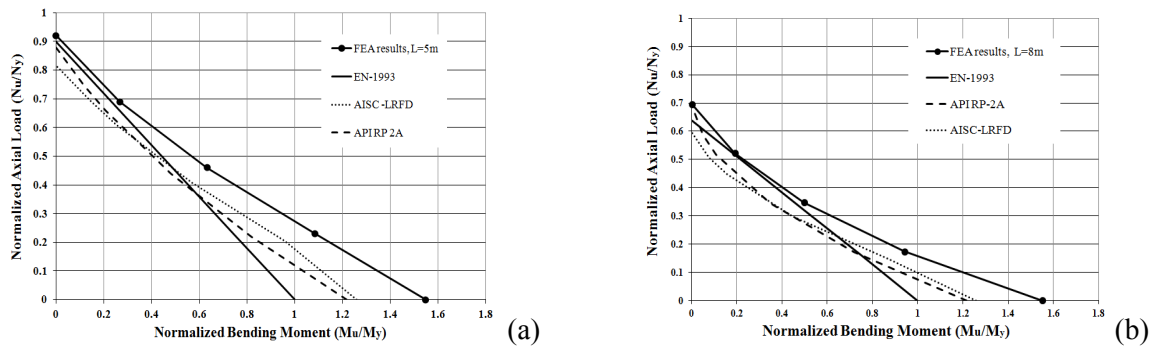 1
0.9
0.8
0.7
0.6
0.5
0.4
0.3
0.2
0.1
0
Normalized Axial Load (Nu/Ny)
FEA results, L=5m
EN-1993
AISC-LRFD
API RP 2A
0 0.2 0.4 0.6 0.8 1 1.2 1.4 1.6 1.8
Normalized Bending Moment (Mu/My)
(a)
1
0.9
0.8
0.7
0.6
0.5
0.4
0.3
0.2
0.1
0
Normalized Axial Load (Nu/Ny)
FEA results, L=8m
EN-1993
API RP-2A
AISC-LRFD
0 0.2 0.4 0.6 0.8 1 1.2 1.4 1.6 1.8
Normalized Bending Moment (Mu/My)
(b)